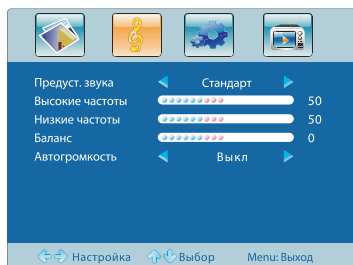 Предуст. звука Стандарт
Высокие частоты 50
Низкие частоты 50
Баланс 0
Автогромкость Выкл
Настройка Выбор Menu: Выход